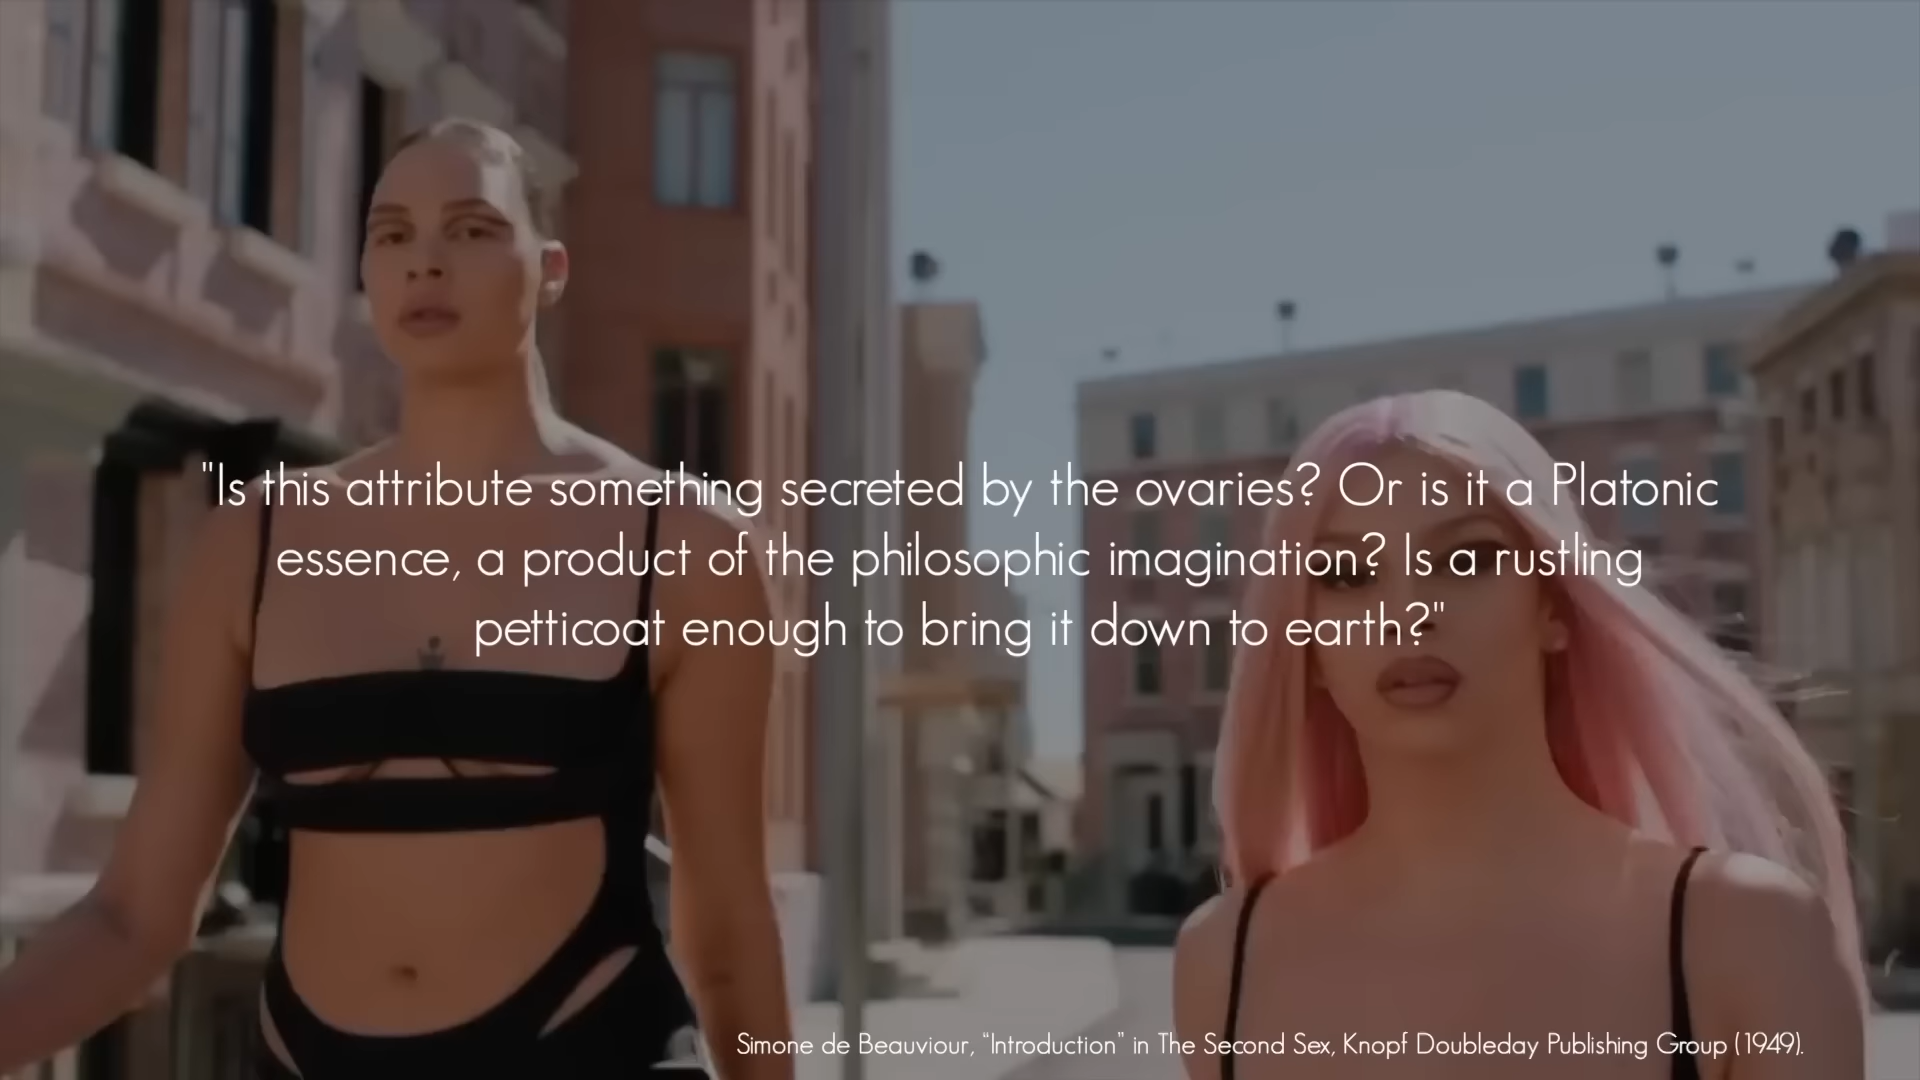 "Is this attribute something secreted by the ovaries? Or is it a Platonic
essence, a product of the philosophic imagination? Is a rustling
petticoat enough to bring it down to earth?"
Simone de Beauviour, “Introduction” in The Second Sex, Knopf Doubleday Publishing Group (1949).